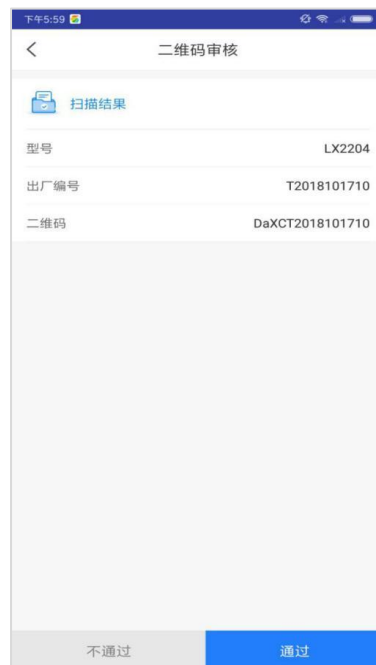 下午5:59
二维码审核
扫描结果
型号 LX2204
出厂编号 T2018101710
二维码 DaXCT2018101710
不通过 通过